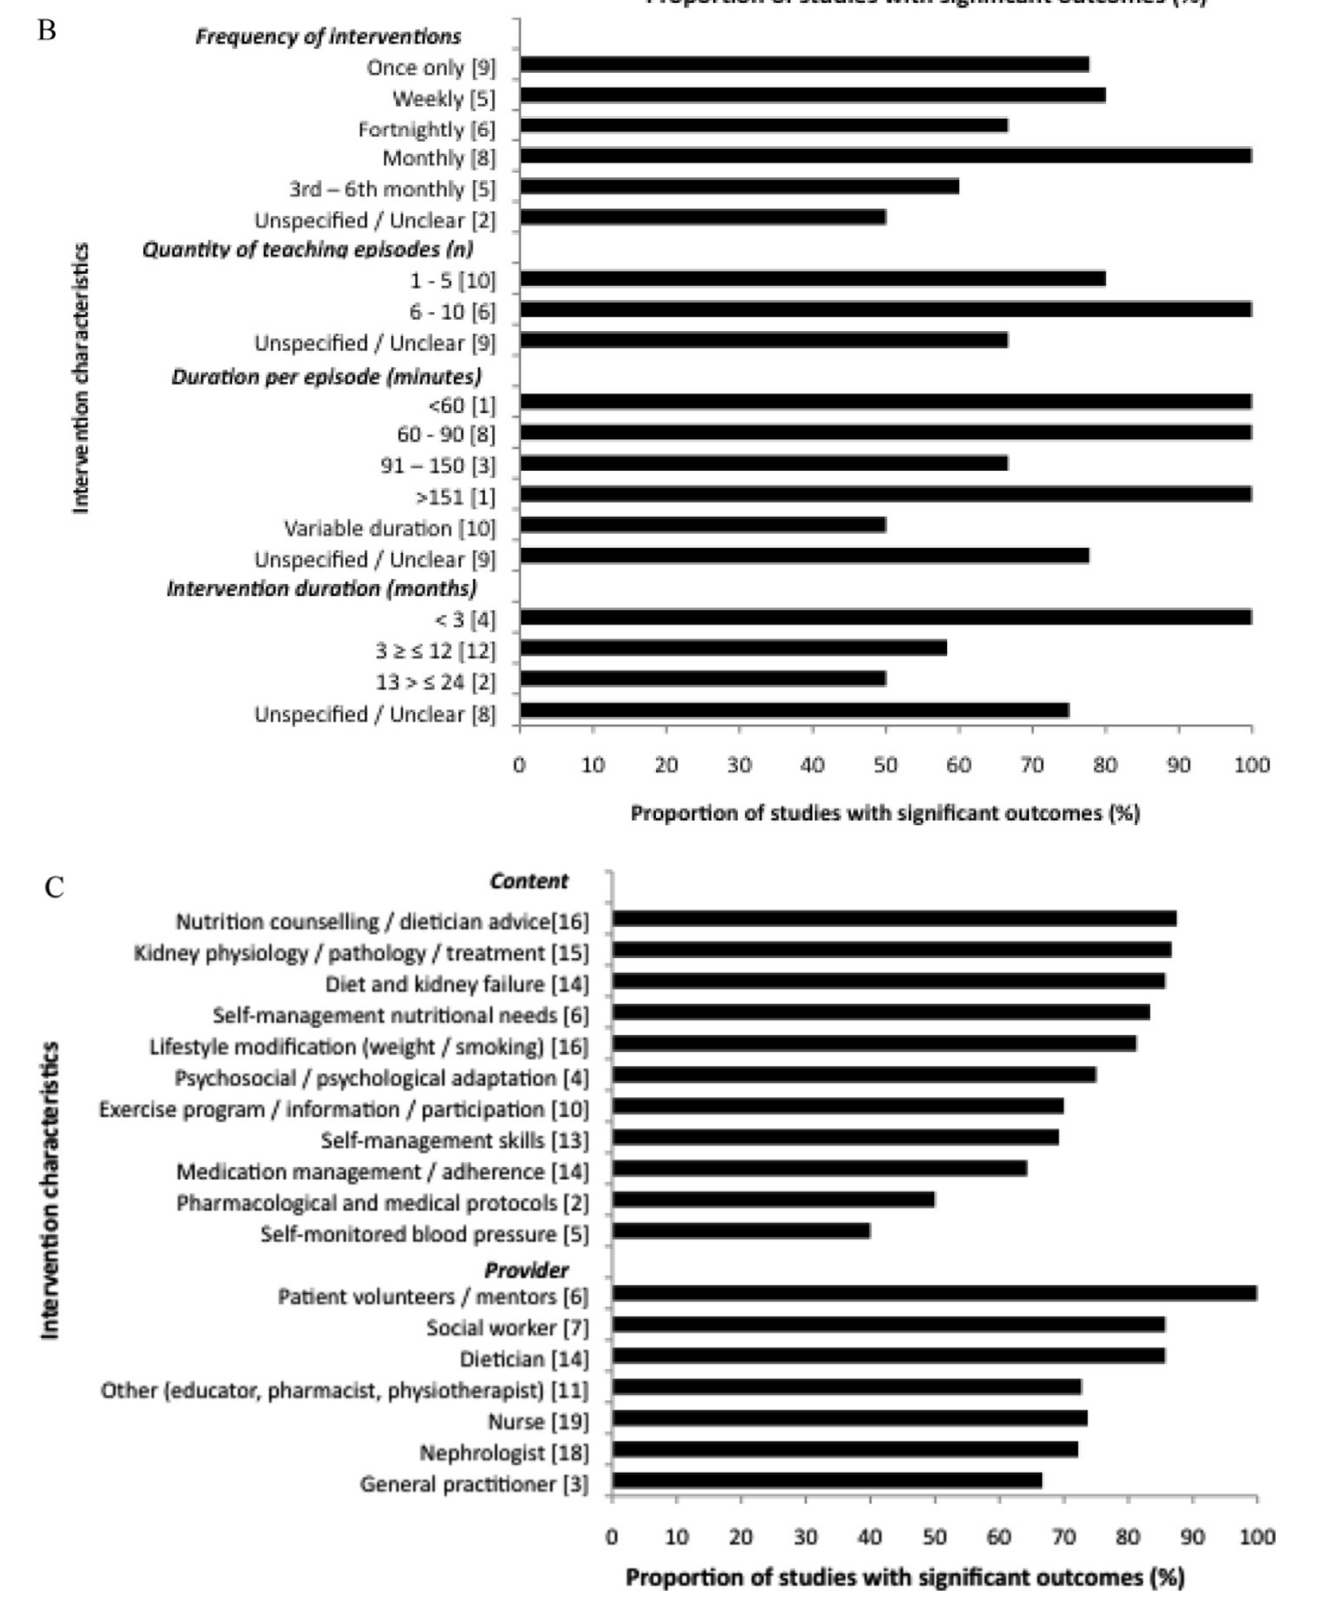 Proportion of studies with significant outcomes (%)
B
Frequency of interventions
Once only [9]
Weekly [5]
Fortnightly [6]
Monthly [8]
3rd – 6th monthly [5]
Unspecified / Unclear [2]
Quantity of teaching episodes (n)
1 - 5 [10]
6 - 10 [6]
Unspecified / Unclear [9]
Duration per episode (minutes)
<60 [1]
60 - 90 [8]
91 – 150 [3]
>151 [1]
Variable duration [10]
Unspecified / Unclear [9]
Intervention duration (months)
< 3 [4]
3 ≥ ≤ 12 [12]
13 > ≤ 24 [2]
Unspecified / Unclear [8]
Intervention characteristics
0 10 20 30 40 50 60 70 80 90 100
Proportion of studies with significant outcomes (%)
C
Content
Nutrition counselling / dietician advice[16]
Kidney physiology / pathology / treatment [15]
Diet and kidney failure [14]
Self-management nutritional needs [6]
Lifestyle modification (weight / smoking) [16]
Psychosocial / psychological adaptation [4]
Exercise program / information / participation [10]
Self-management skills [13]
Medication management / adherence [14]
Pharmacological and medical protocols [2]
Self-monitored blood pressure [5]
Provider
Patient volunteers / mentors [6]
Social worker [7]
Dietician [14]
Other (educator, pharmacist, physiotherapist) [11]
Nurse [19]
Nephrologist [18]
General practitioner [3]
Intervention characteristics
0 10 20 30 40 50 60 70 80 90 100
Proportion of studies with significant outcomes (%)